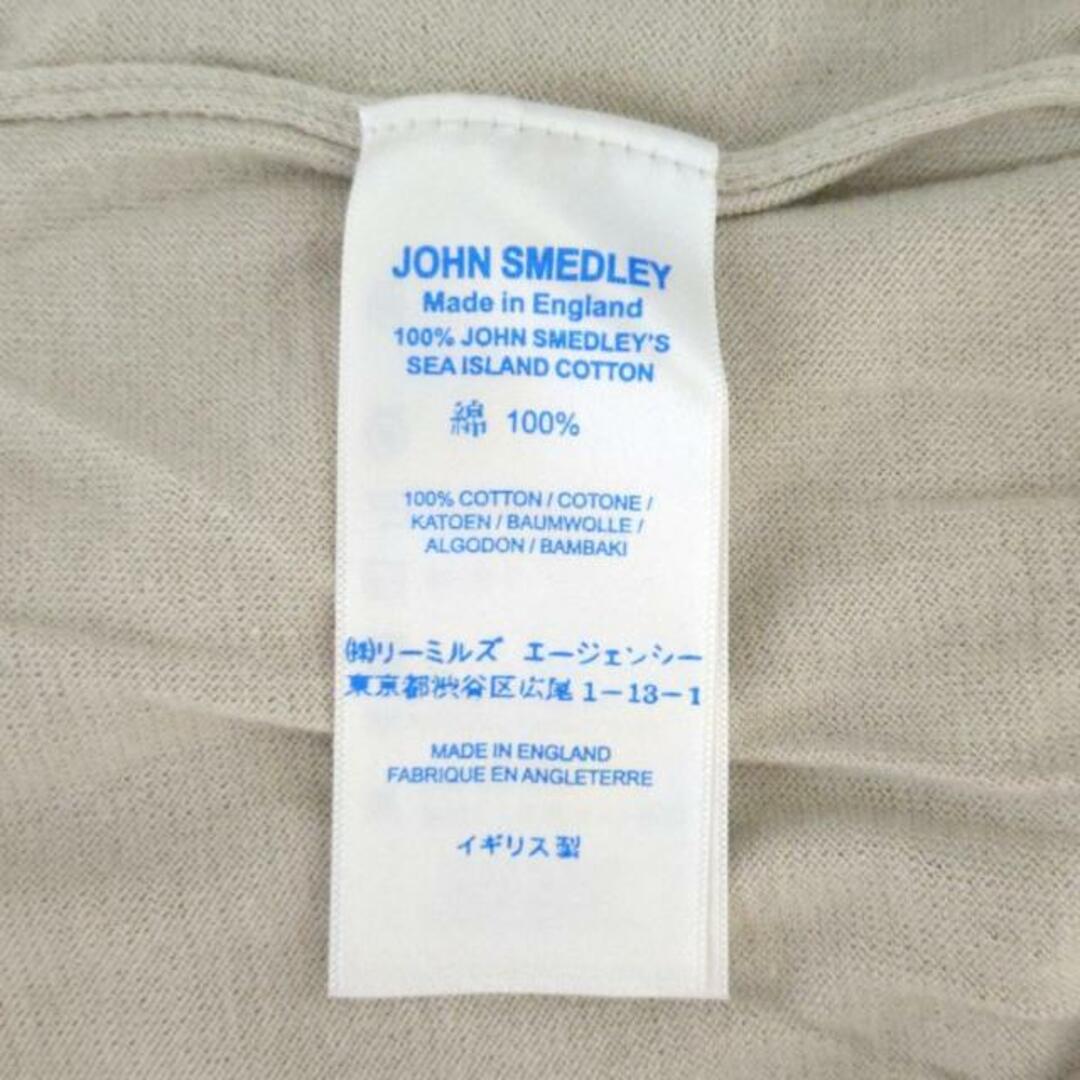 JOHN SMEDLEY
Made in England
100% JOHN SMEDLEY'S
SEA ISLAND COTTON
綿 100%
100% COTTON / COTONE /
KATOEN / BAUMWOLLE /
ALGODON / BAMBAKI
㈱リーミルズ エージェンシー
東京都渋谷区広尾 1-13-1
MADE IN ENGLAND
FABRIQUE EN ANGLETERRE
イギリス製